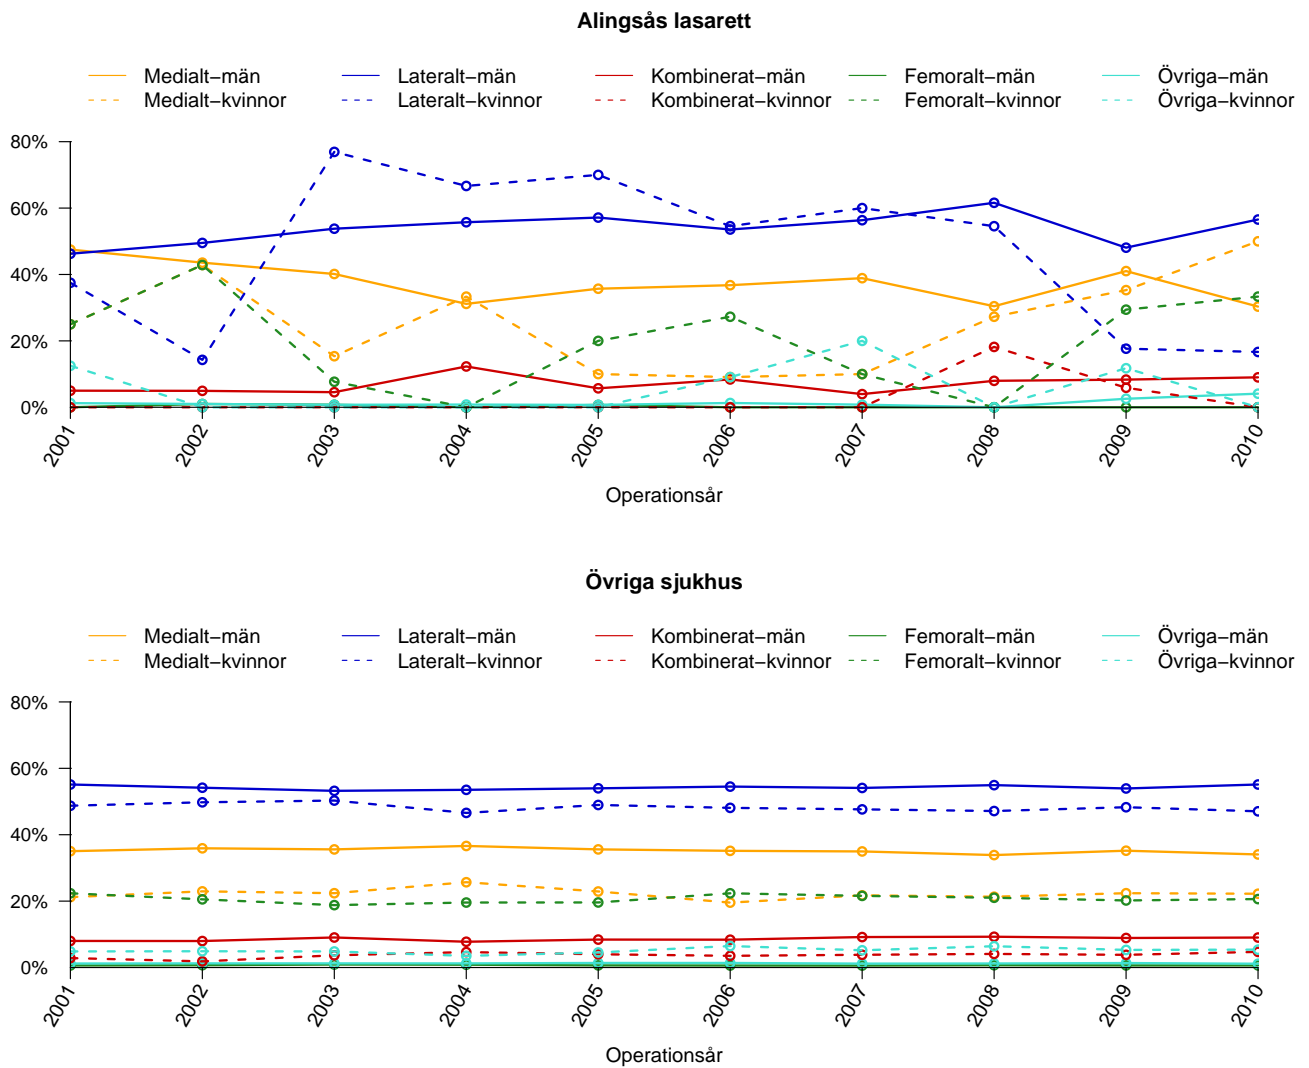 Alingsås lasarett
Medialt−män Lateralt−män Kombinerat−män Femoralt−män Övriga−män
Medialt−kvinnor Lateralt−kvinnor Kombinerat−kvinnor Femoralt−kvinnor Övriga−kvinnor
80%
60%
40%
20%
0%
2001 2002 2003 2004 2005 2006 2007 2008 2009 2010
Operationsår
Övriga sjukhus
Medialt−män Lateralt−män Kombinerat−män Femoralt−män Övriga−män
Medialt−kvinnor Lateralt−kvinnor Kombinerat−kvinnor Femoralt−kvinnor Övriga−kvinnor
80%
60%
40%
20%
0%
2001 2002 2003 2004 2005 2006 2007 2008 2009 2010
Operationsår